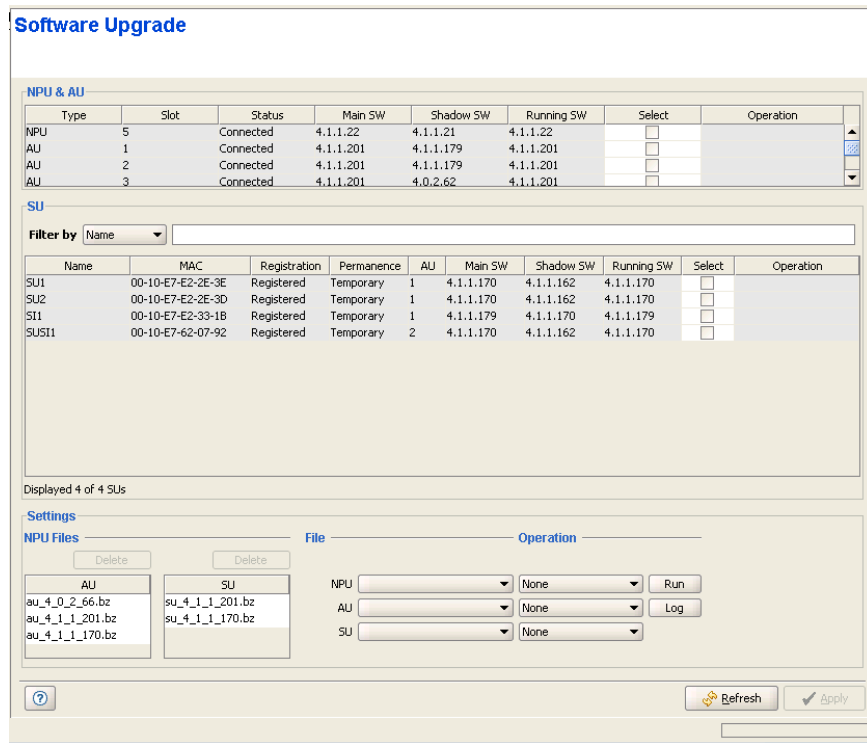 Software Upgrade
NPU & AU
Type Slot Status Main SW Shadow SW Running SW Select Operation
NPU 5 Connected 4.1.1.22 4.1.1.21 4.1.1.22
AU 1 Connected 4.1.1.201 4.1.1.179 4.1.1.201
AU 2 Connected 4.1.1.201 4.1.1.179 4.1.1.201
AU 3 Connected 4.1.1.201 4.0.2.62 4.1.1.201
SU
Filter by Name
Name MAC Registration Permanence AU Main SW Shadow SW Running SW Select Operation
SU1 00-10-E7-E2-2E-3E Registered Temporary 1 4.1.1.170 4.1.1.162 4.1.1.170
SU2 00-10-E7-E2-2E-3D Registered Temporary 1 4.1.1.170 4.1.1.162 4.1.1.170
SI1 00-10-E7-E2-33-1B Registered Temporary 1 4.1.1.179 4.1.1.170 4.1.1.179
SUSI1 00-10-E7-62-07-92 Registered Temporary 2 4.1.1.170 4.1.1.162 4.1.1.170
Displayed 4 of 4 SUs
Settings
NPU Files File Operation
Delete Delete
AU SU
au_4_0_2_66.bz su_4_1_1_201.bz
au_4_1_1_201.bz su_4_1_1_170.bz
au_4_1_1_170.bz
NPU None Run
AU None Log
SU None
? Refresh Apply